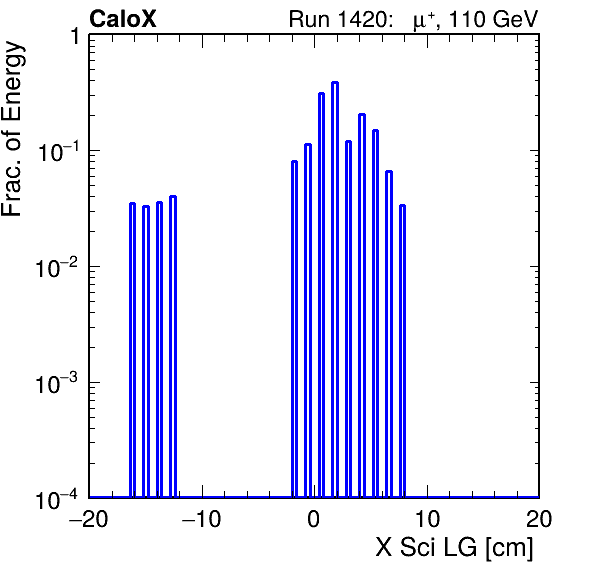 CaloX Run 1420: μ⁺, 110 GeV
Frac. of Energy
1
10⁻¹
10⁻²
10⁻³
10⁻⁴
−20 −10 0 10 20
X Sci LG [cm]